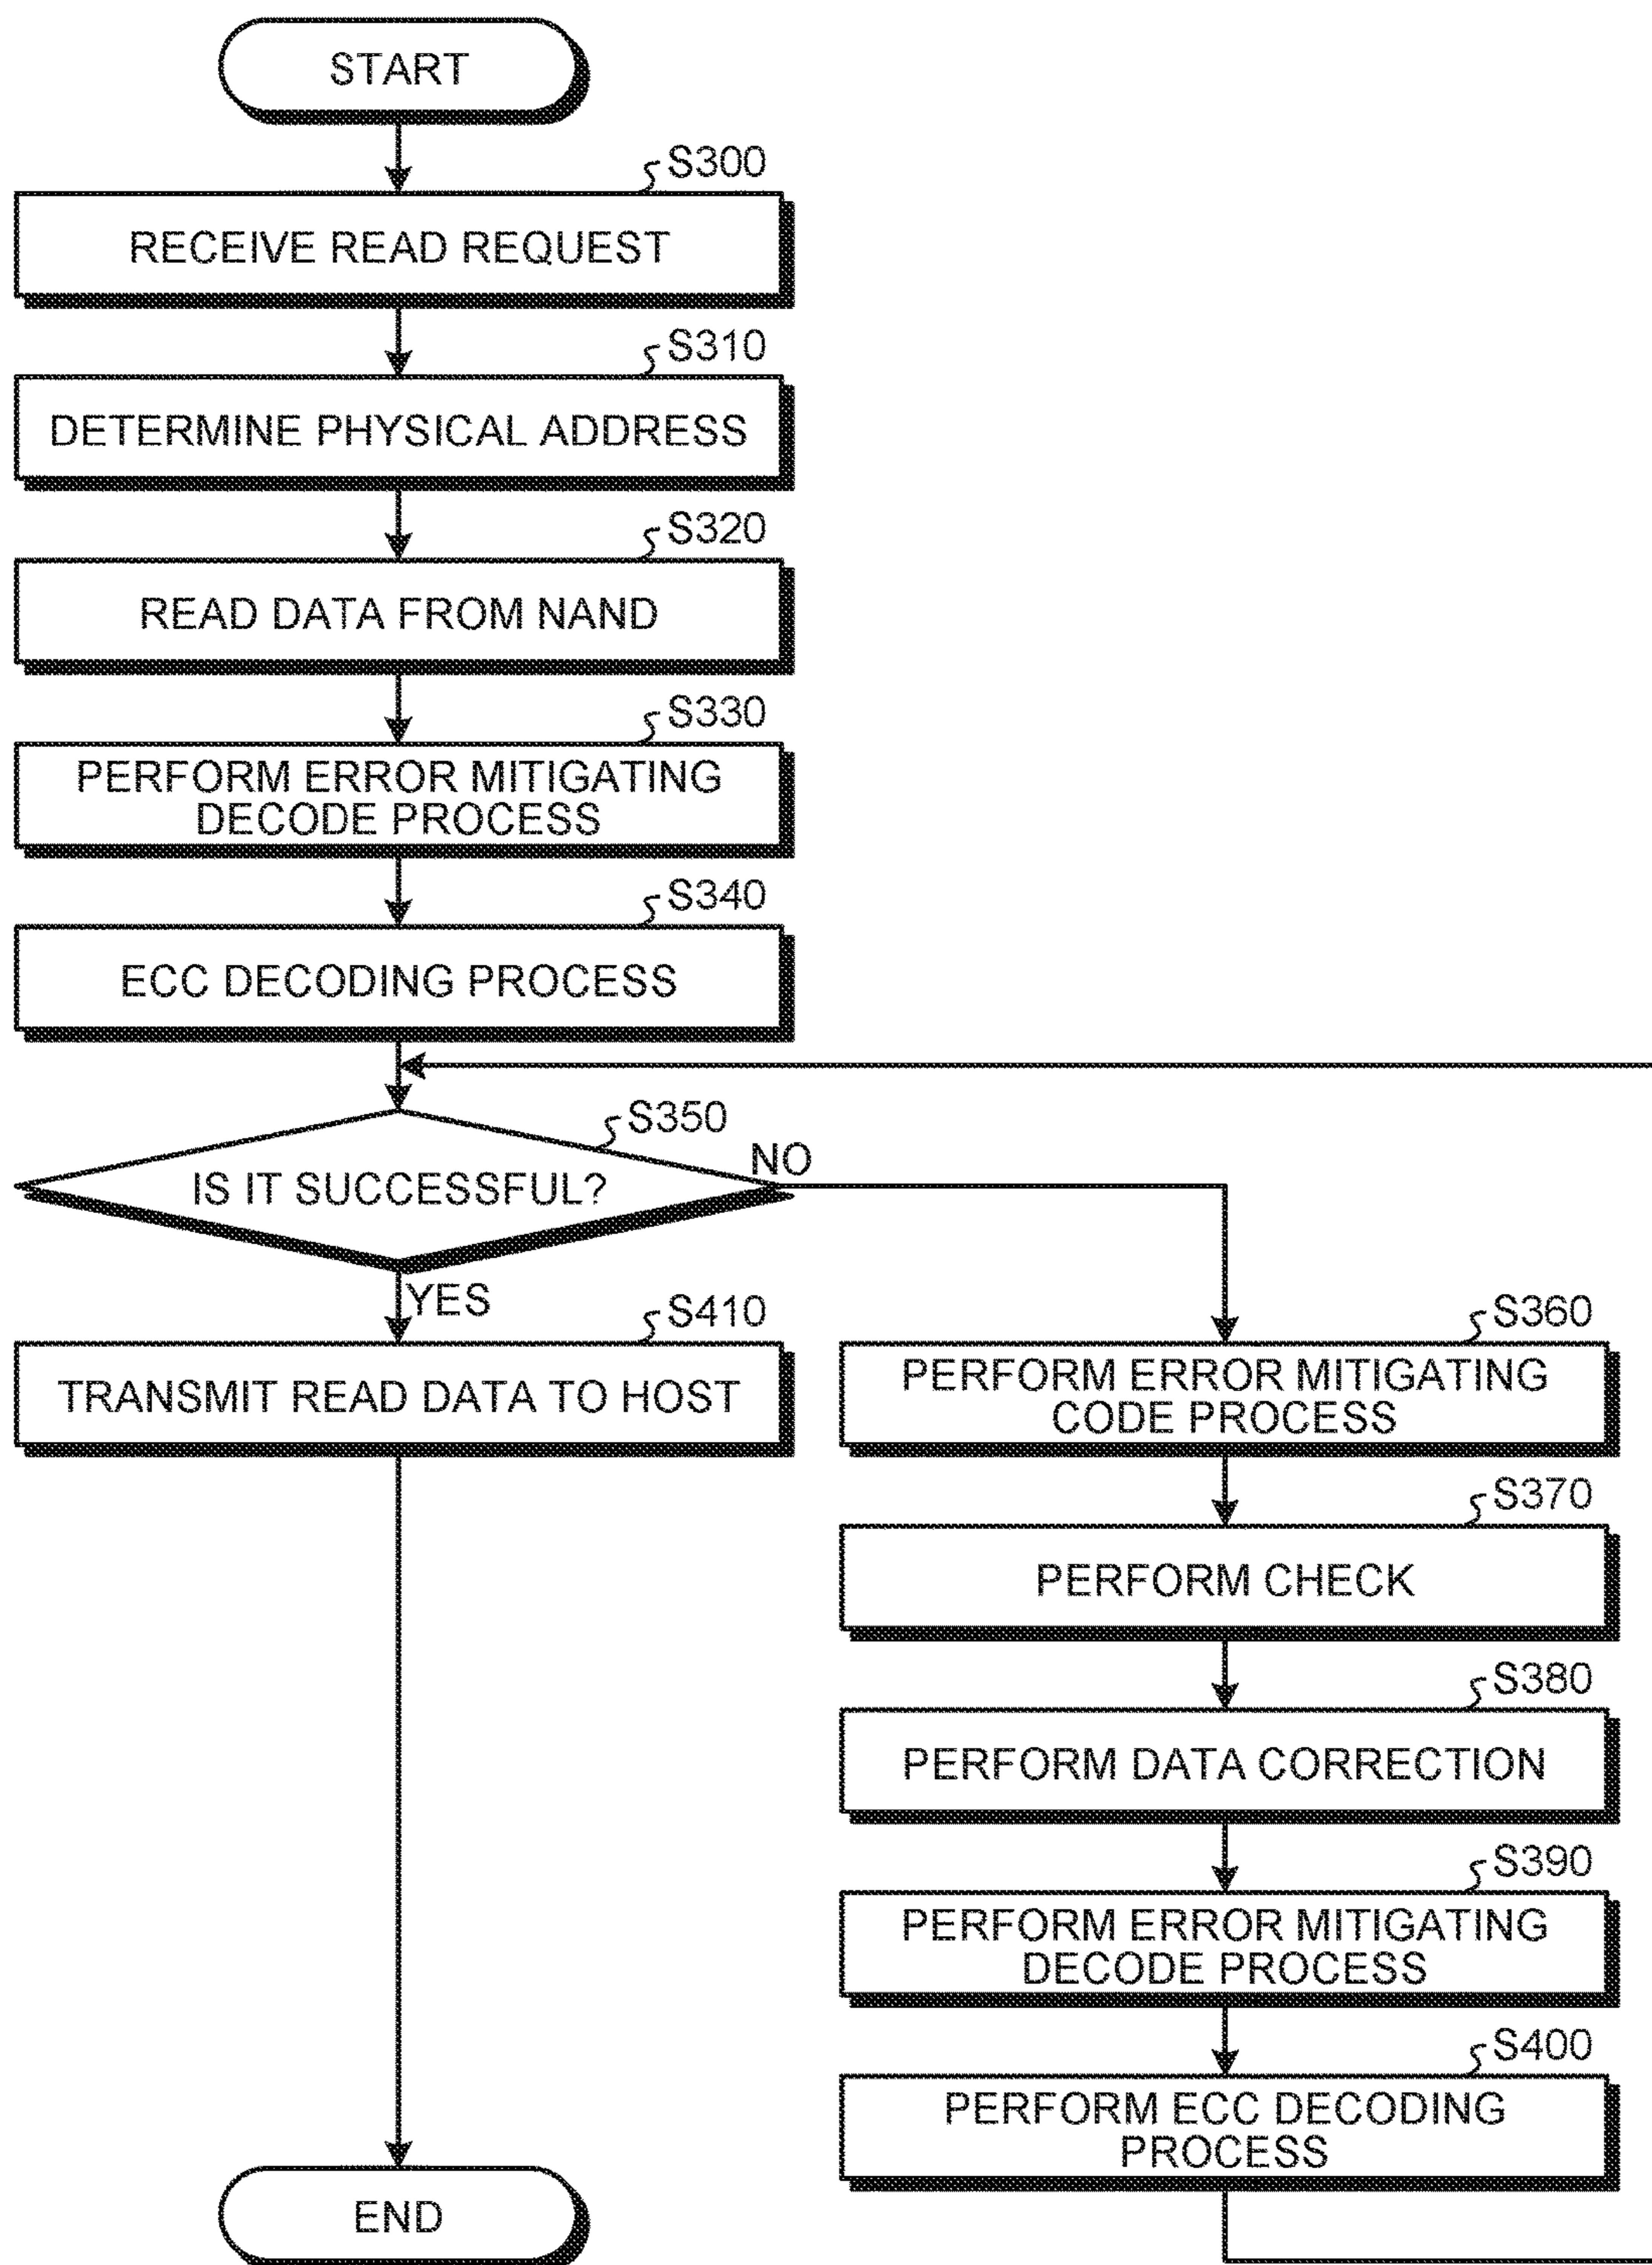 START
S300
RECEIVE READ REQUEST
S310
DETERMINE PHYSICAL ADDRESS
S320
READ DATA FROM NAND
S330
PERFORM ERROR MITIGATING
DECODE PROCESS
S340
ECC DECODING PROCESS
S350
IS IT SUCCESSFUL?
NO
YES
S410
TRANSMIT READ DATA TO HOST
S360
PERFORM ERROR MITIGATING
CODE PROCESS
S370
PERFORM CHECK
S380
PERFORM DATA CORRECTION
S390
PERFORM ERROR MITIGATING
DECODE PROCESS
S400
PERFORM ECC DECODING
PROCESS
END